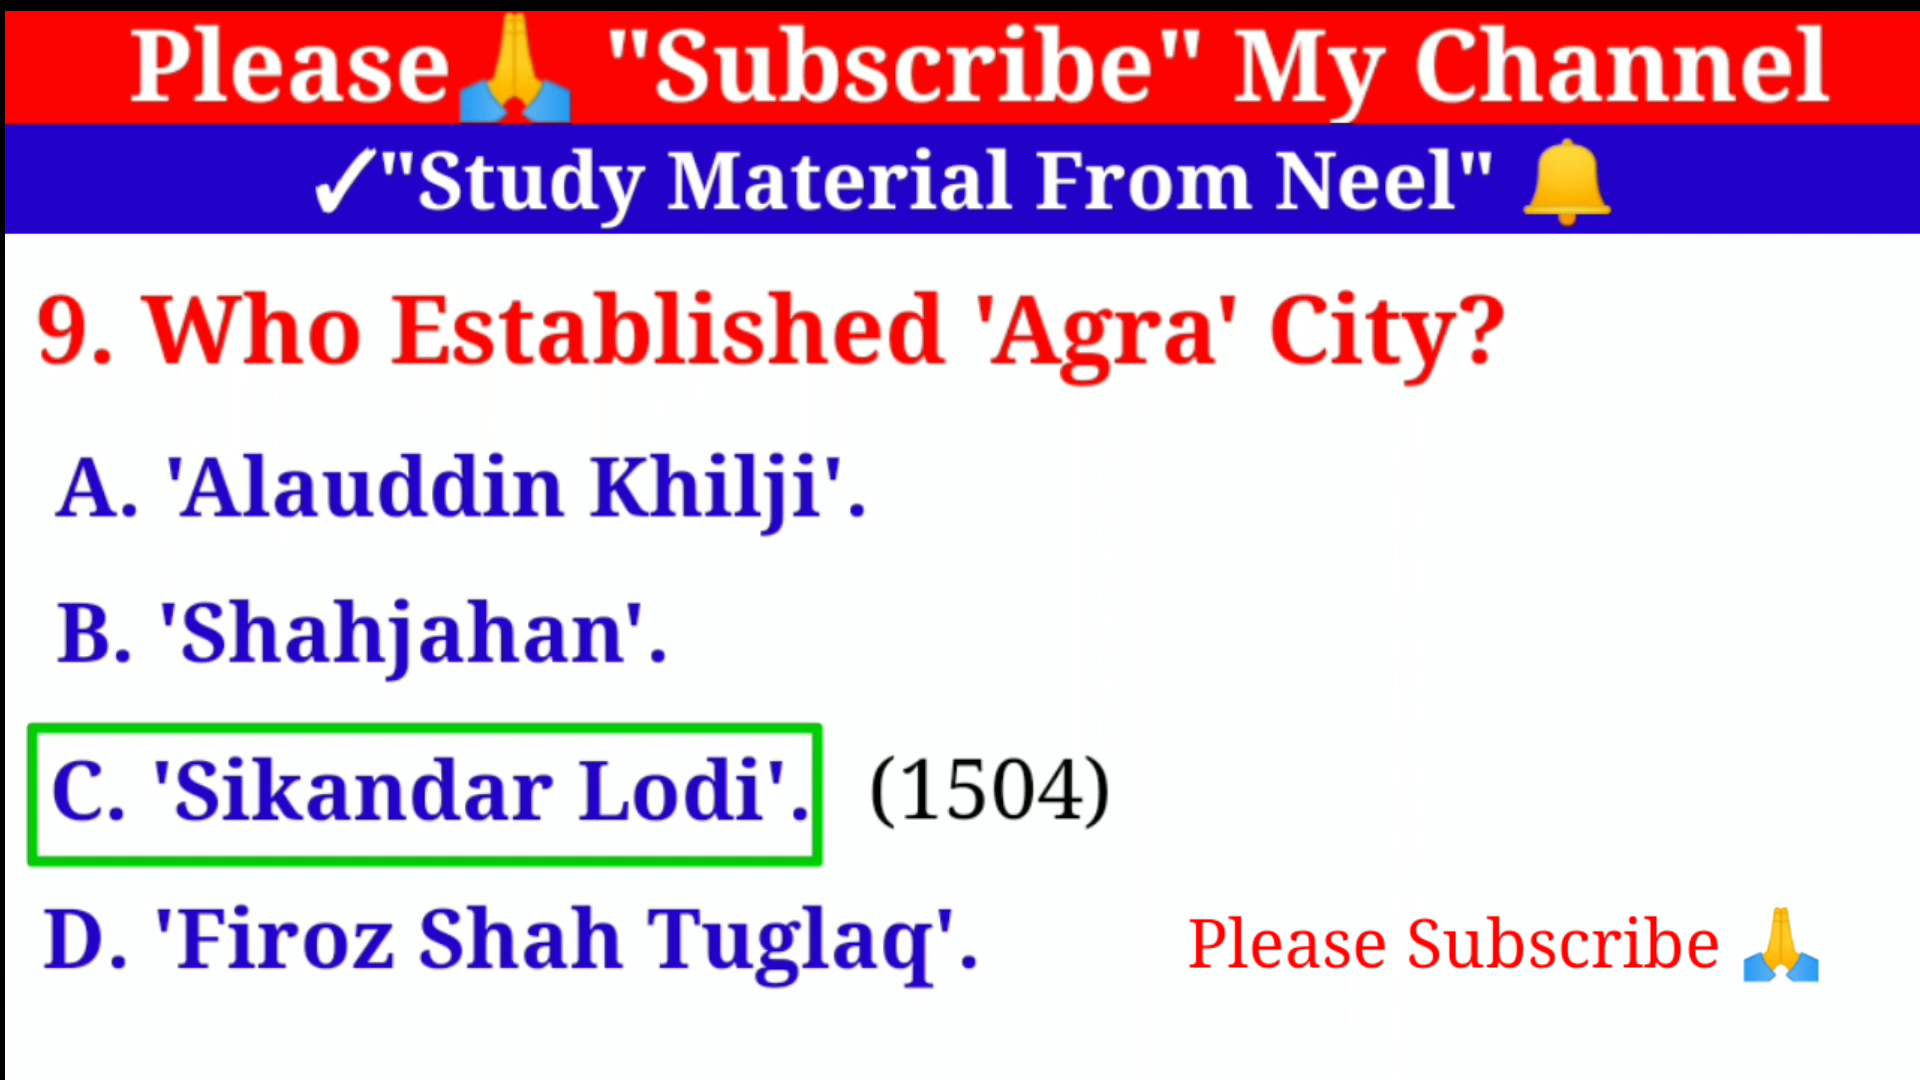 Please🙏 "Subscribe" My Channel
✓"Study Material From Neel" 🔔
9. Who Established 'Agra' City?
A. 'Alauddin Khilji'.
B. 'Shahjahan'.
C. 'Sikandar Lodi'. (1504)
D. 'Firoz Shah Tuglaq'.
Please Subscribe 🙏